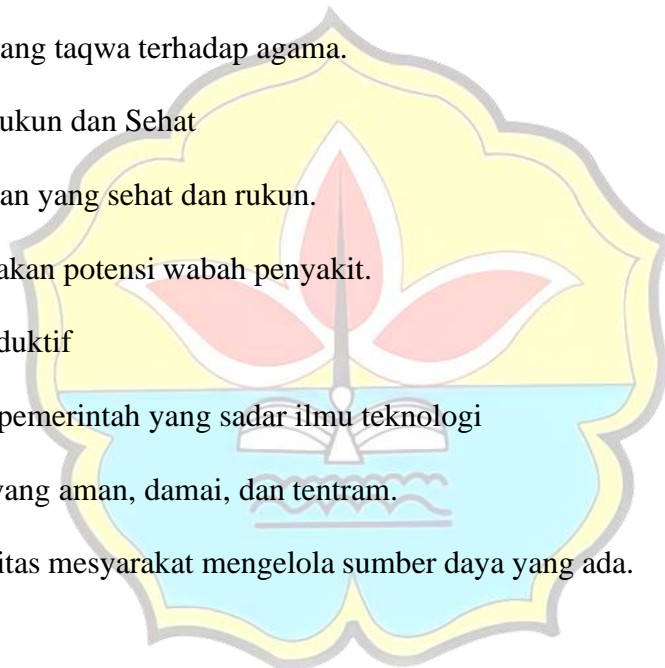 ang taqwa terhadap agama.
ukun dan Sehat
an yang sehat dan rukun.
akan potensi wabah penyakit.
duktif
pemerintah yang sadar ilmu teknologi
yang aman, damai, dan tentram.
itas mesyarakat mengelola sumber daya yang ada.